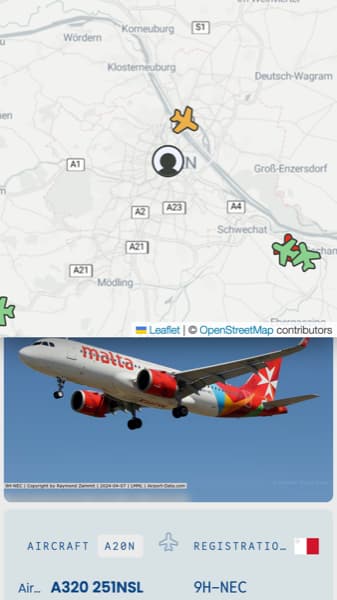 Korneuburg
S1
Wördern
Klosterneuburg
Deutsch-Wagram
A1
N
Groß-Enzersdorf
A2
A23
A4
Schwechat
A21
A21
Mödling
Leaflet | © OpenStreetMap contributors
malta
9H-NEC | Copyright by Raymond Zammit | 2024-04-07 | LMML | Airport-Data.com
AIRCRAFT A20N REGISTRATIO...
Air... A320 251NSL 9H-NEC